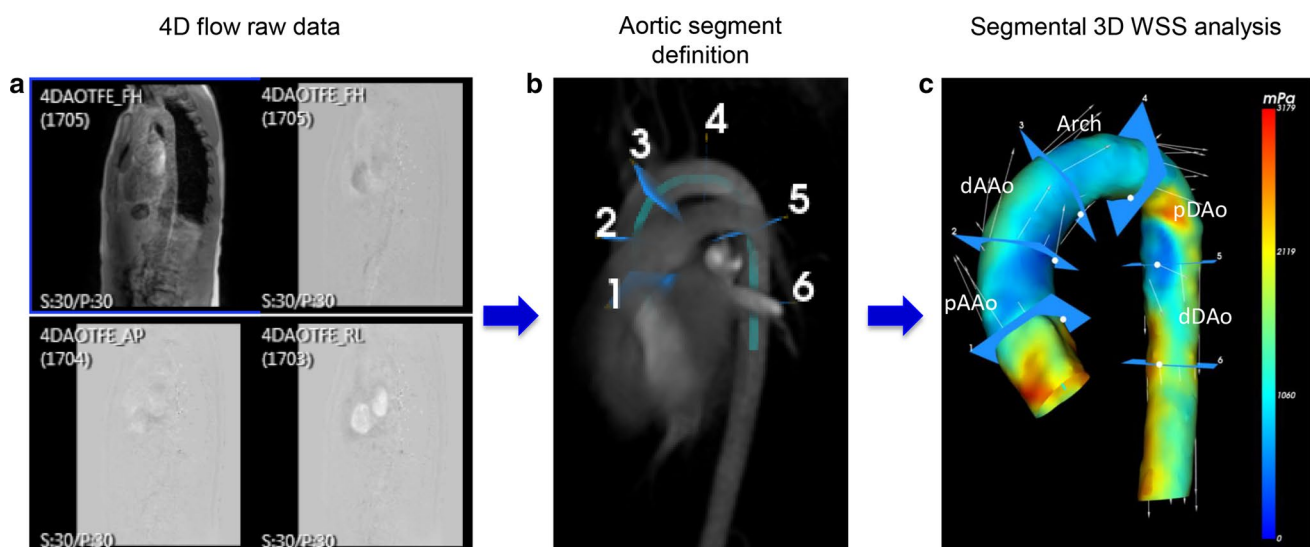 4D flow raw data
Aortic segment
definition
Segmental 3D WSS analysis
a
4DAOTFE_FH
(1705)
S:30/P:30
4DAOTFE_FH
(1705)
S:30/P:30
4DAOTFE_AP
(1704)
S:30/P:30
4DAOTFE_RL
(1703)
S:30/P:30
b
1
2
3
4
5
6
c
mPa
3179
2119
1060
0
Arch
dAAo
pAAo
pDAo
dDAo
1
2
3
4
5
6